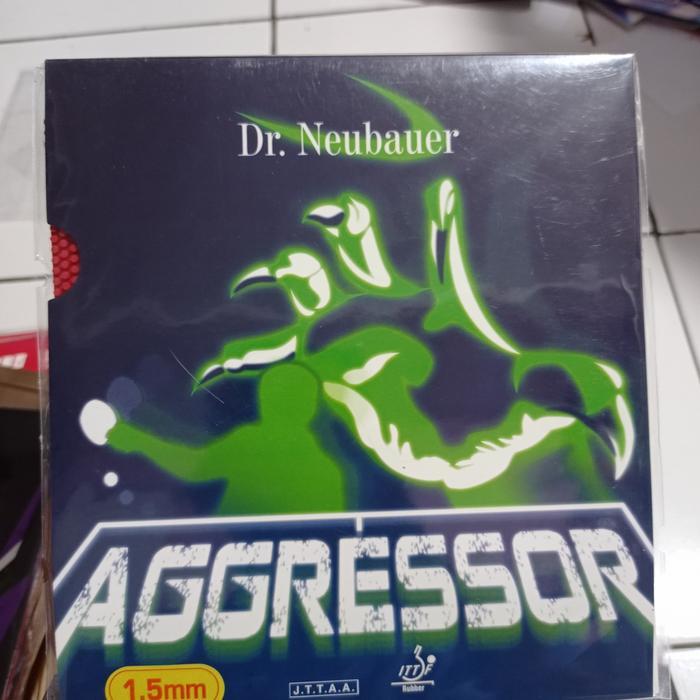 Dr. Neubauer
AGGRESSOR
1.5mm
J.T.T.A.A.
ITTF
Rubber